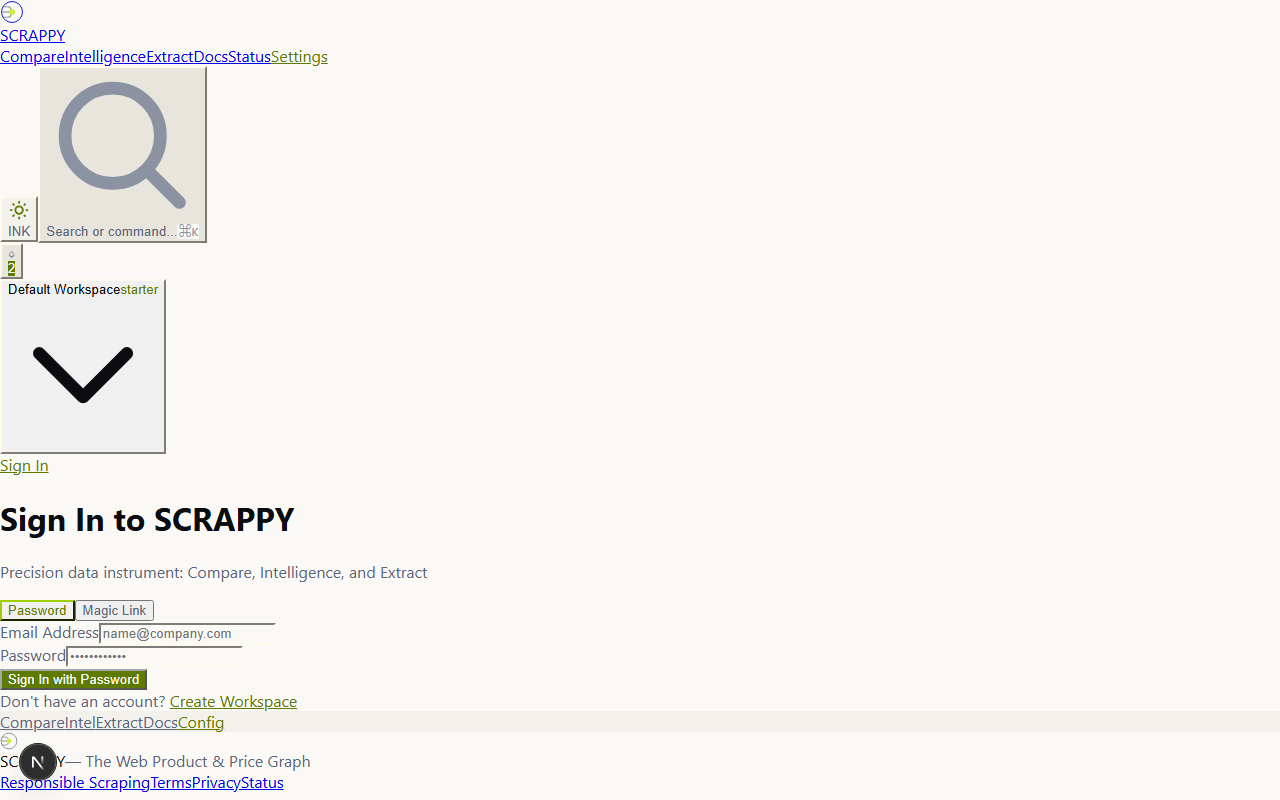 SCRAPPY
CompareIntelligenceExtractDocsStatusSettings
INK
Search or command...⌘K
2
Default Workspacestarter
Sign In
Sign In to SCRAPPY
Precision data instrument: Compare, Intelligence, and Extract
Password Magic Link
Email Address name@company.com
Password ••••••••••••
Sign In with Password
Don't have an account? Create Workspace
CompareIntelExtractDocsConfig
N
— The Web Product & Price Graph
Responsible ScrapingTermsPrivacyStatus